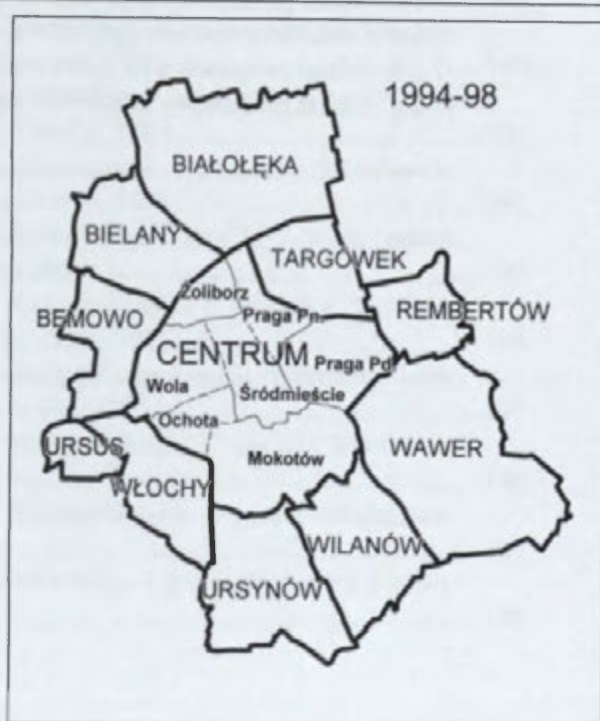 1994-98
BIAŁOŁĘKA
BIELANY
TARGÓWEK
Żoliborz
REMBERTÓW
BEMOWO
Praga Pn.
CENTRUM
Praga Pd.
Wola
Śródmieście
Ochota
URSUS
WAWER
Mokotów
WŁOCHY
WILANÓW
URSYNÓW